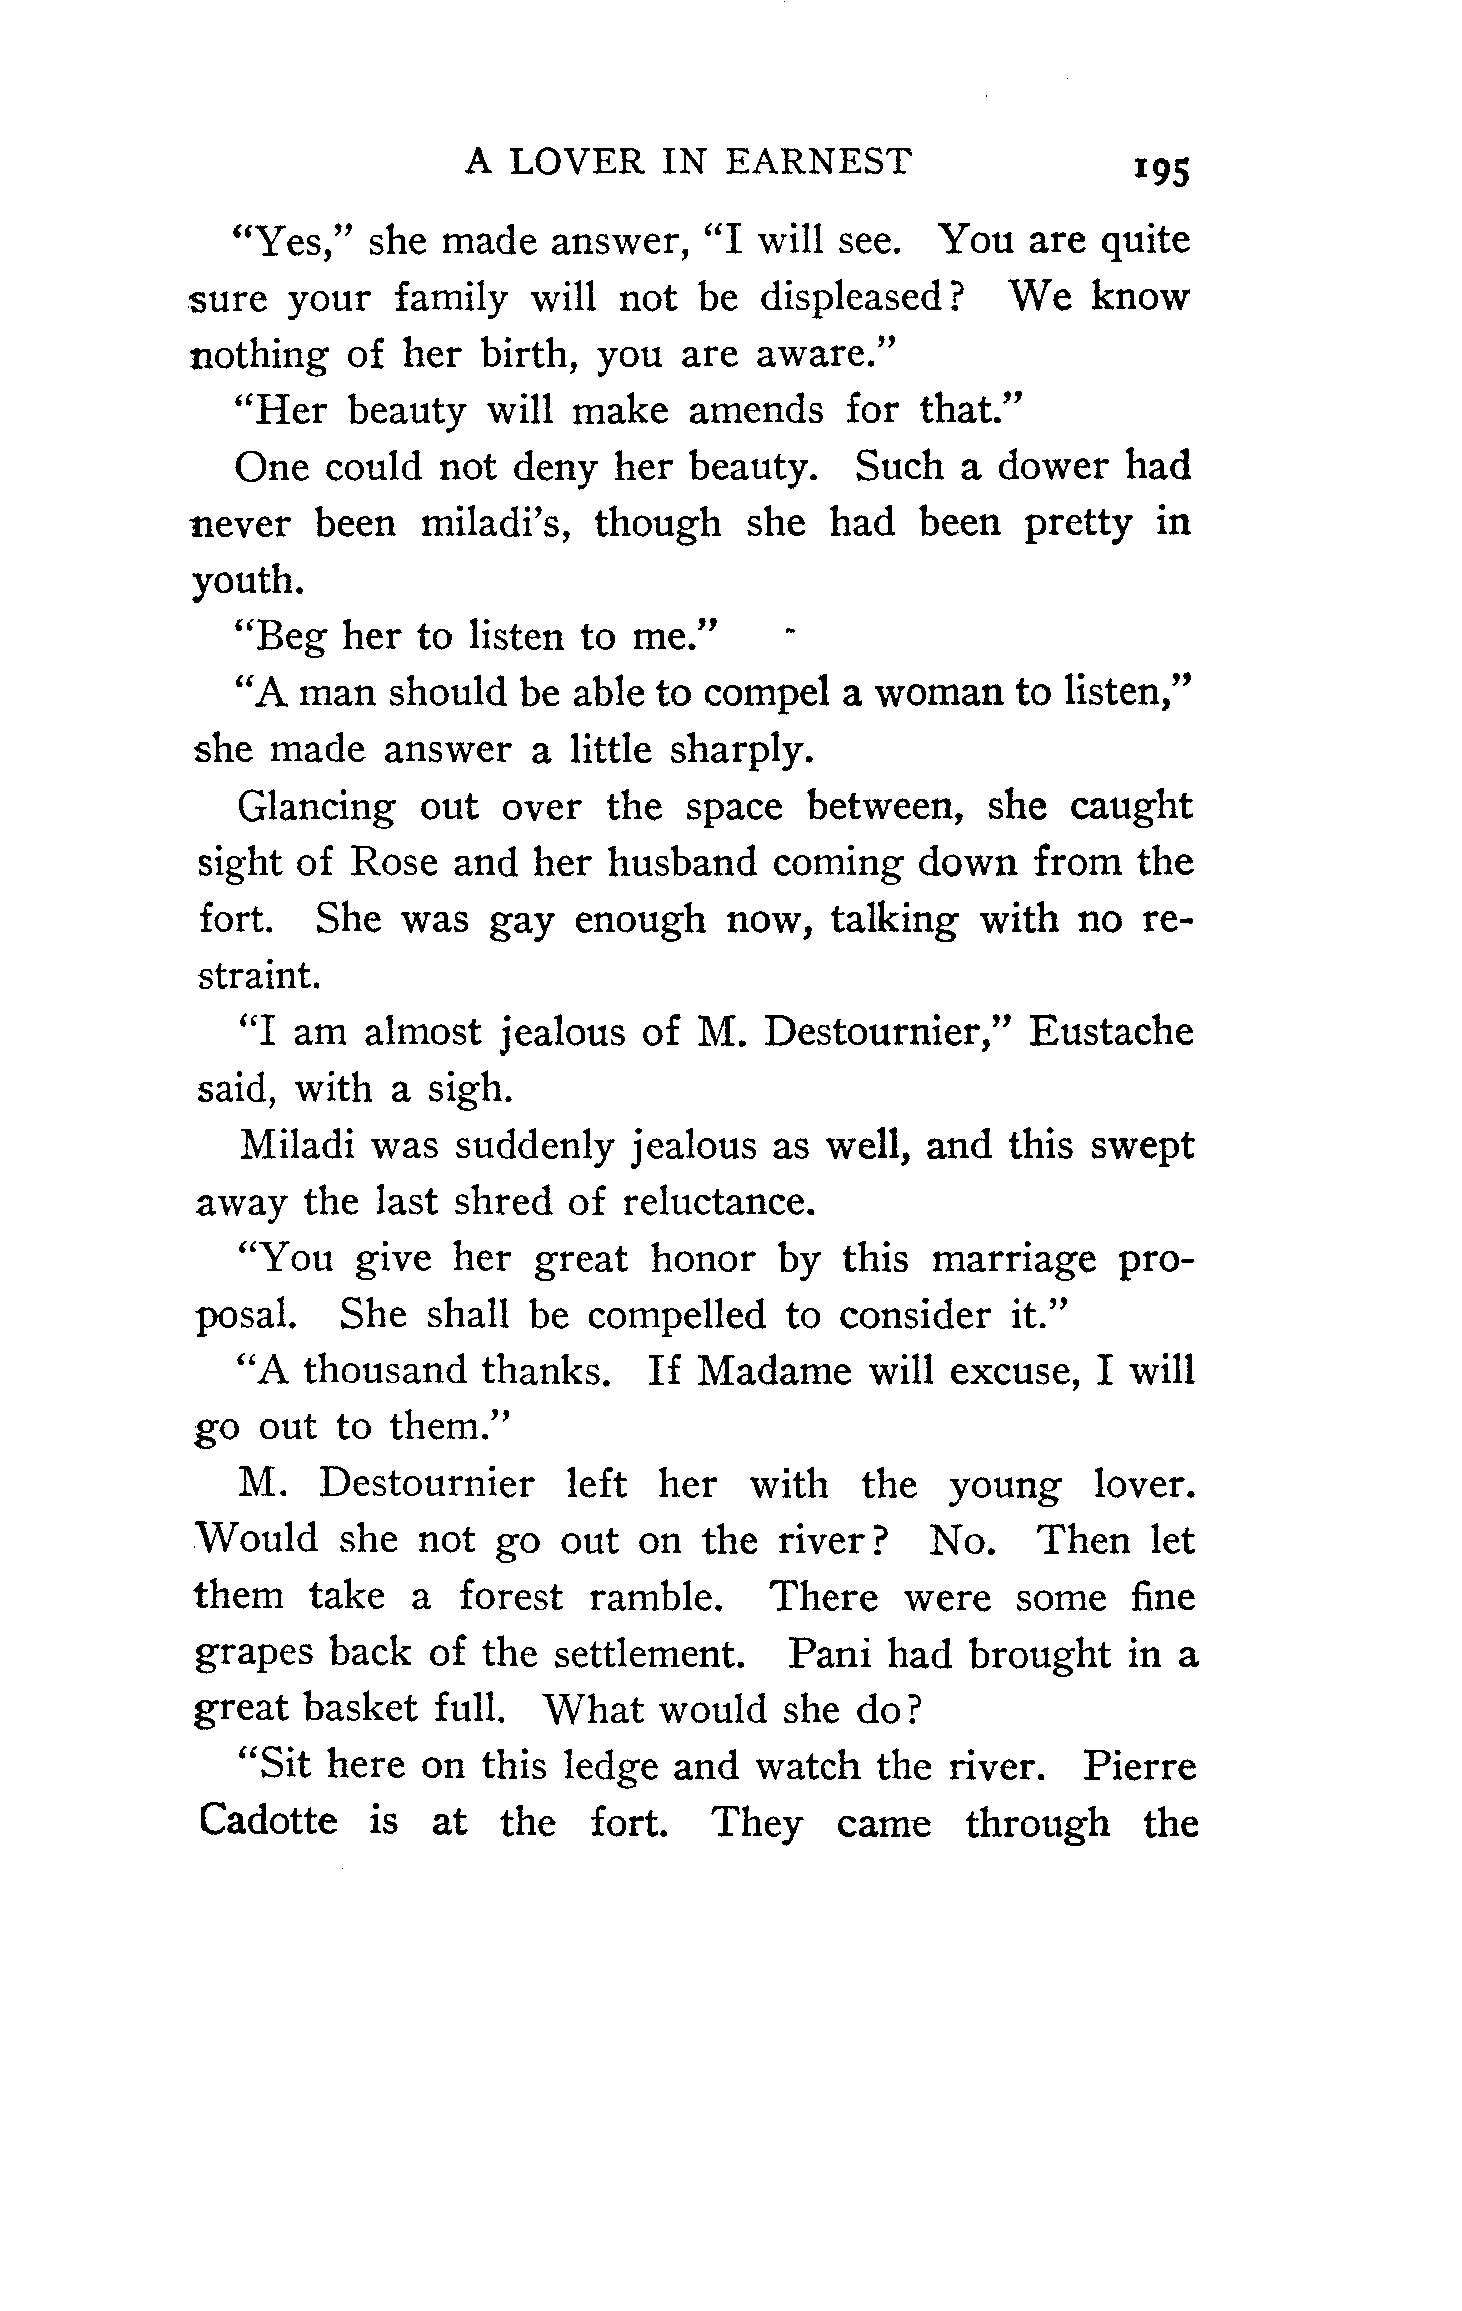 A LOVER IN EARNEST 195
“Yes,” she made answer, “I will see. You are quite
sure your family will not be displeased? We know
nothing of her birth, you are aware.”
“Her beauty will make amends for that.”
One could not deny her beauty. Such a dower had
never been miladi’s, though she had been pretty in
youth.
“Beg her to listen to me.”
“A man should be able to compel a woman to listen,”
she made answer a little sharply.
Glancing out over the space between, she caught
sight of Rose and her husband coming down from the
fort. She was gay enough now, talking with no re-
straint.
“I am almost jealous of M. Destournier,” Eustache
said, with a sigh.
Miladi was suddenly jealous as well, and this swept
away the last shred of reluctance.
“You give her great honor by this marriage pro-
posal. She shall be compelled to consider it.”
“A thousand thanks. If Madame will excuse, I will
go out to them.”
M. Destournier left her with the young lover.
Would she not go out on the river? No. Then let
them take a forest ramble. There were some fine
grapes back of the settlement. Pani had brought in a
great basket full. What would she do?
“Sit here on this ledge and watch the river. Pierre
Cadotte is at the fort. They came through the